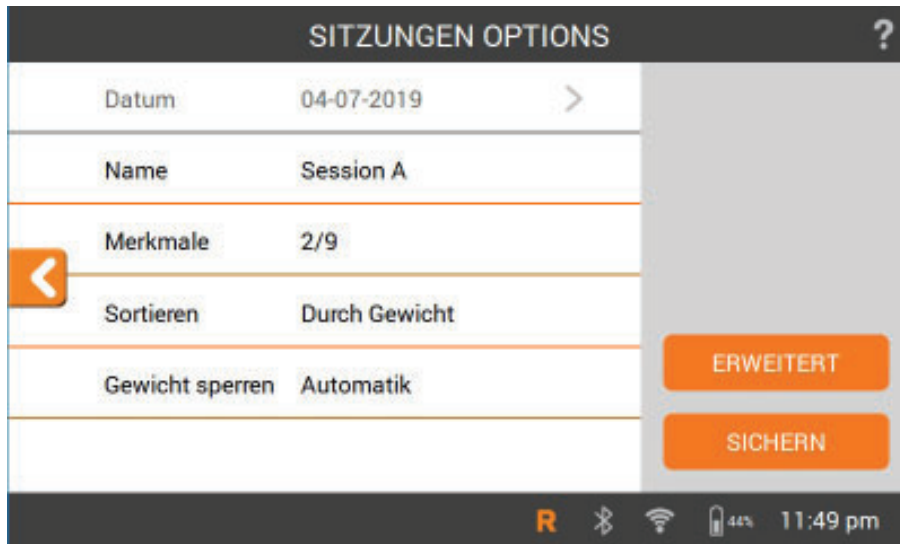 SITZUNGEN OPTIONS ?
Datum 04-07-2019
Name Session A
Merkmale 2/9
Sortieren Durch Gewicht
Gewicht sperren Automatik
ERWEITERT
SICHERN
R 44% 11:49 pm